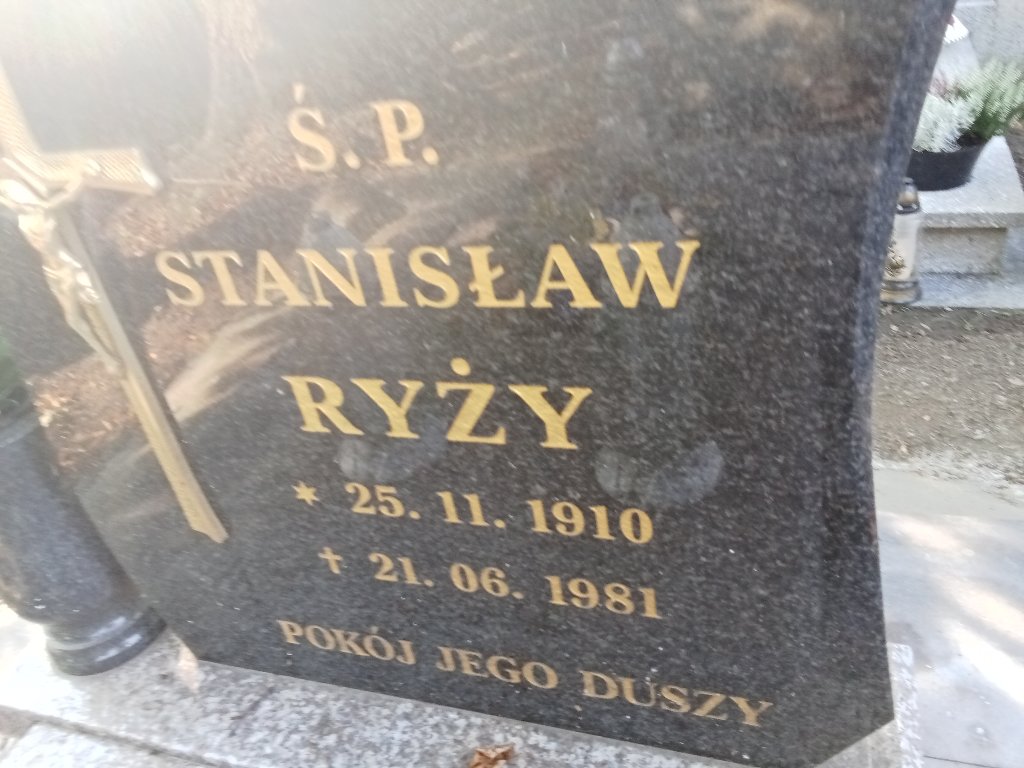 Ś. P.
STANISŁAW
RYŻY
* 25. 11. 1910
✝ 21. 06. 1981
POKÓJ JEGO DUSZY